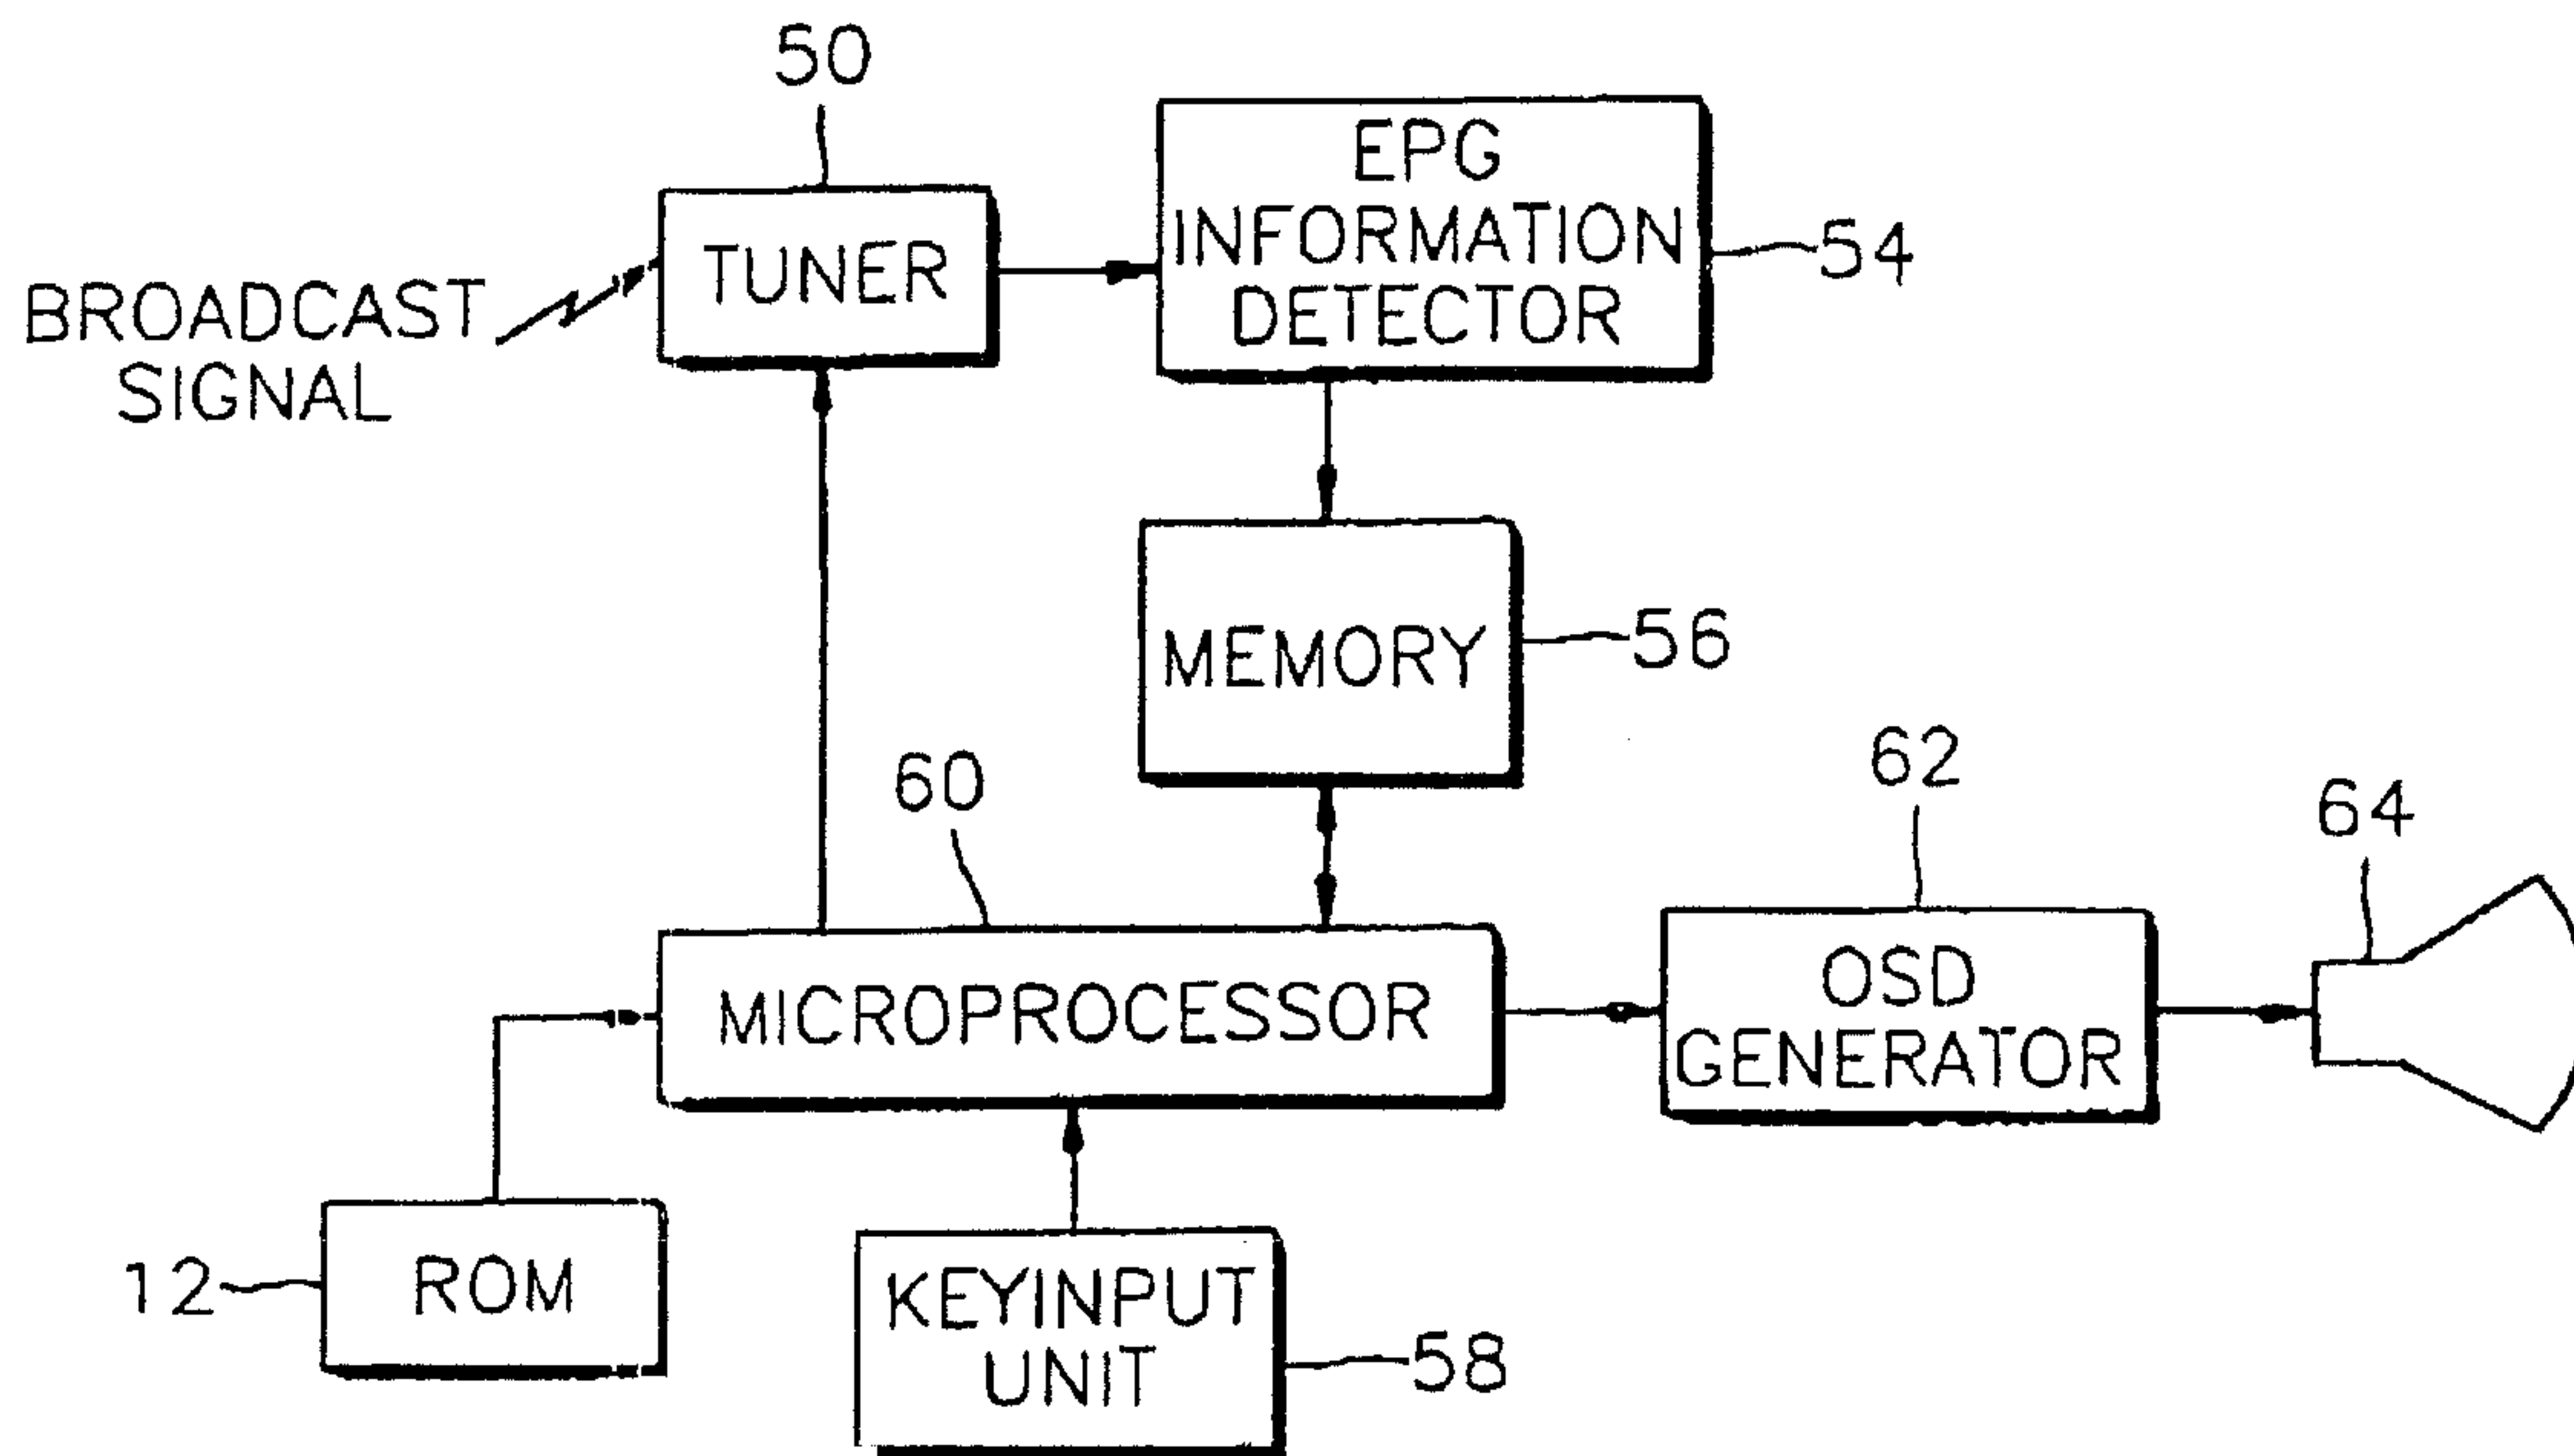 50
EPG
INFORMATION
DETECTOR
54
TUNER
BROADCAST
SIGNAL
MEMORY
56
60
62
64
MICROPROCESSOR
OSD
GENERATOR
12
ROM
KEYINPUT
UNIT
58